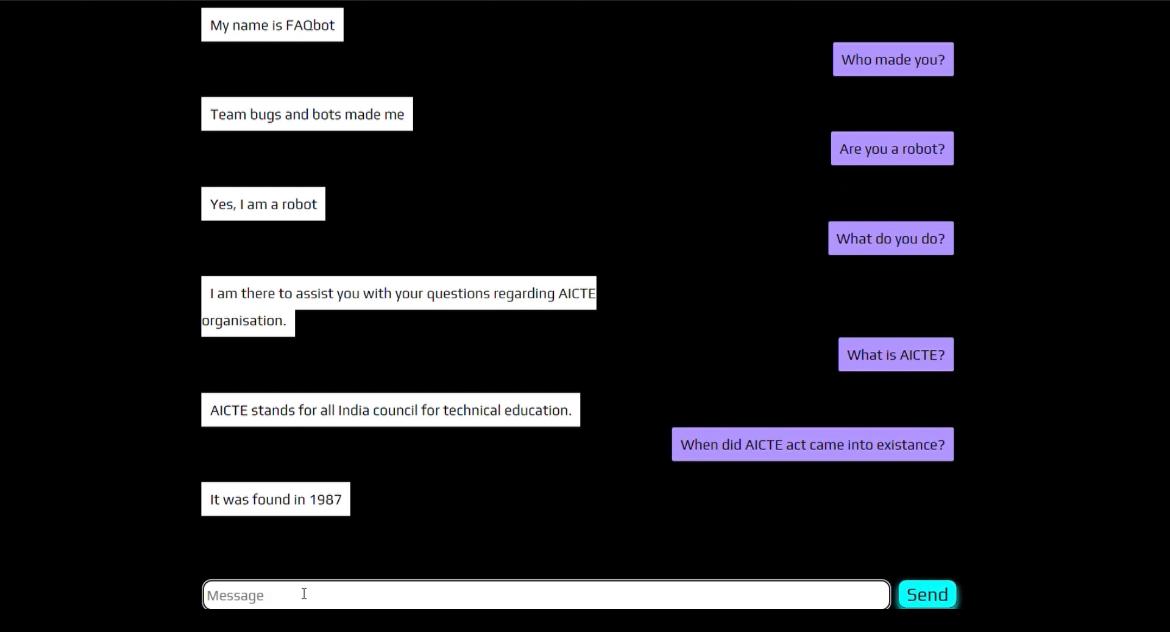 My name is FAQbot
Who made you?
Team bugs and bots made me
Are you a robot?
Yes, I am a robot
What do you do?
I am there to assist you with your questions regarding AICTE
organisation.
What is AICTE?
AICTE stands for all India council for technical education.
When did AICTE act came into existance?
It was found in 1987
Message
Send